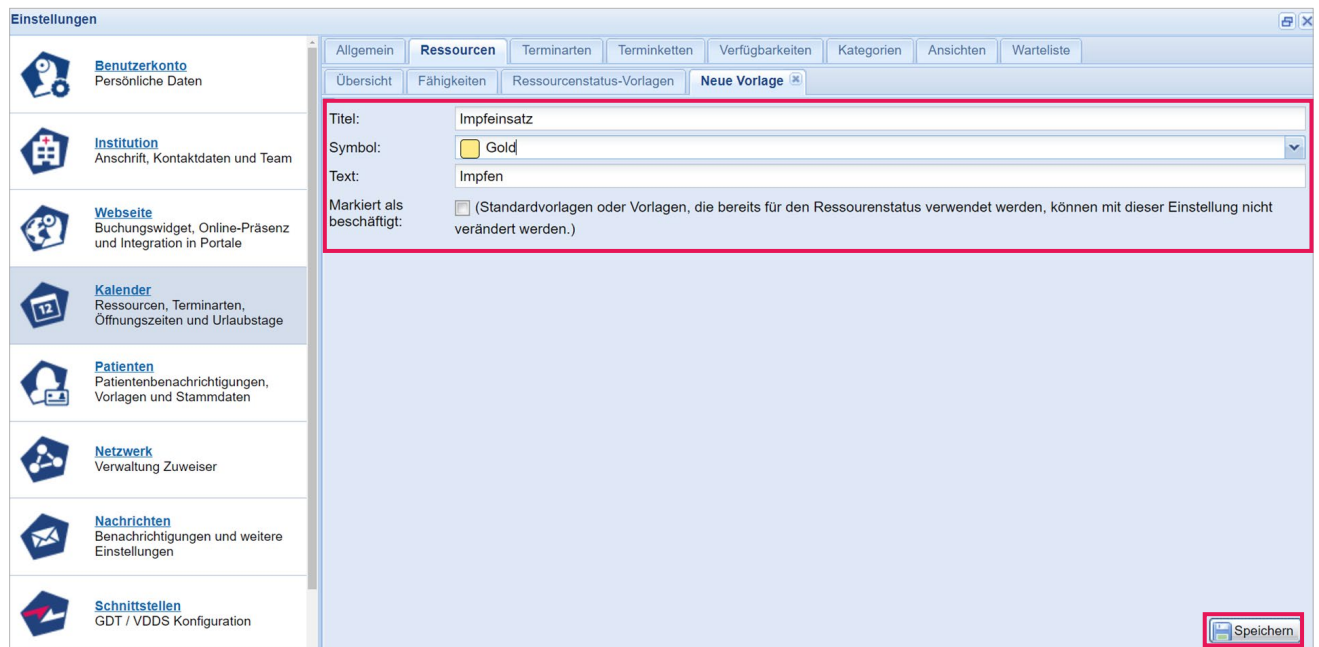 Einstellungen
Benutzerkonto
Persönliche Daten
Institution
Anschrift, Kontaktdaten und Team
Webseite
Buchungswidget, Online-Präsenz
und Integration in Portale
Kalender
Ressourcen, Terminarten,
Öffnungszeiten und Urlaubstage
12
Patienten
Patientenbenachrichtigungen,
Vorlagen und Stammdaten
Netzwerk
Verwaltung Zuweiser
Nachrichten
Benachrichtigungen und weitere
Einstellungen
Schnittstellen
GDT / VDDS Konfiguration
Allgemein Ressourcen Terminarten Terminketten Verfügbarkeiten Kategorien Ansichten Warteliste
Übersicht Fähigkeiten Ressourcenstatus-Vorlagen Neue Vorlage
Titel: Impfeinsatz
Symbol: Gold
Text: Impfen
Markiert als
beschäftigt:
(Standardvorlagen oder Vorlagen, die bereits für den Ressourenstatus verwendet werden, können mit dieser Einstellung nicht
verändert werden.)
Speichern